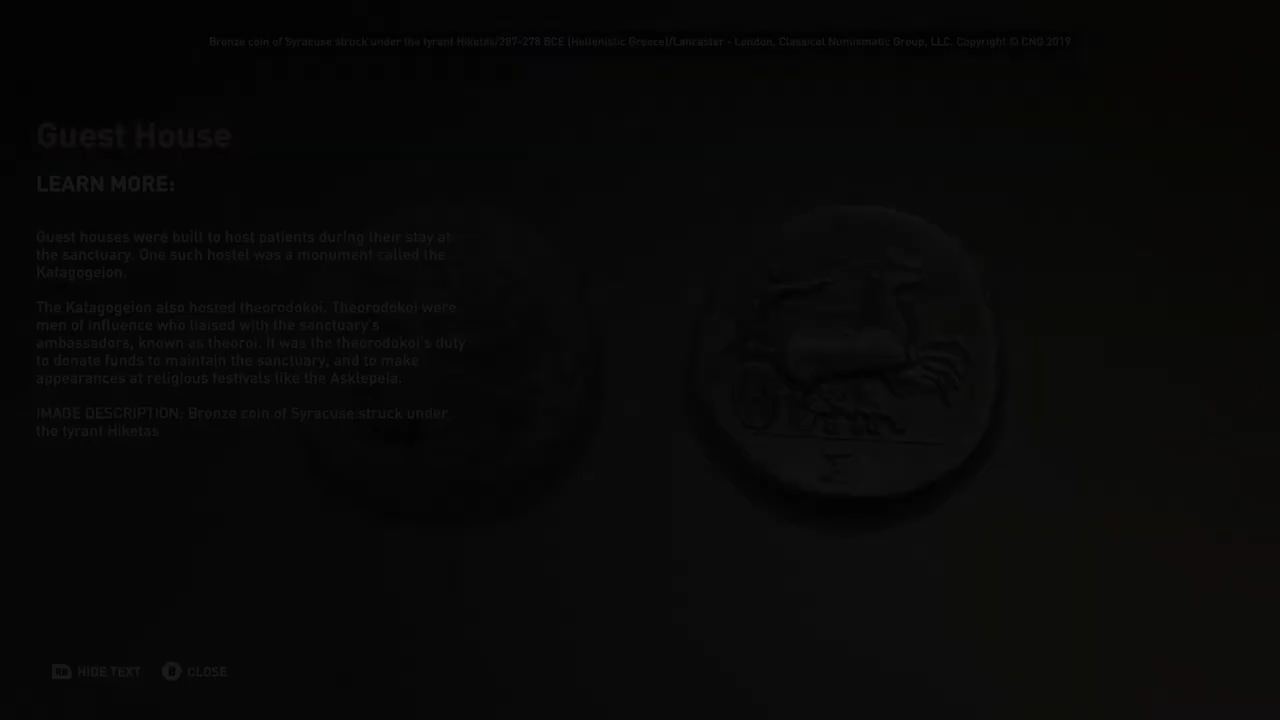 Bronze coin of Syracuse struck under the tyrant Hiketas/287-278 BCE (Hellenistic Greece)/Lancaster - London, Classical Numismatic Group, LLC. Copyright © CNG 2019
Guest House
LEARN MORE:
Guest houses were built to host patients during their stay at
the sanctuary. One such hostel was a monument called the
Katagogeion.
The Katagogeion also hosted theorodokoi. Theorodokoi were
men of influence who liaised with the sanctuary's
ambassadors, known as theoroi. It was the theorodokoi's duty
to donate funds to maintain the sanctuary, and to make
appearances at religious festivals like the Asklepeia.
IMAGE DESCRIPTION: Bronze coin of Syracuse struck under
the tyrant Hiketas
HIDE TEXT
CLOSE